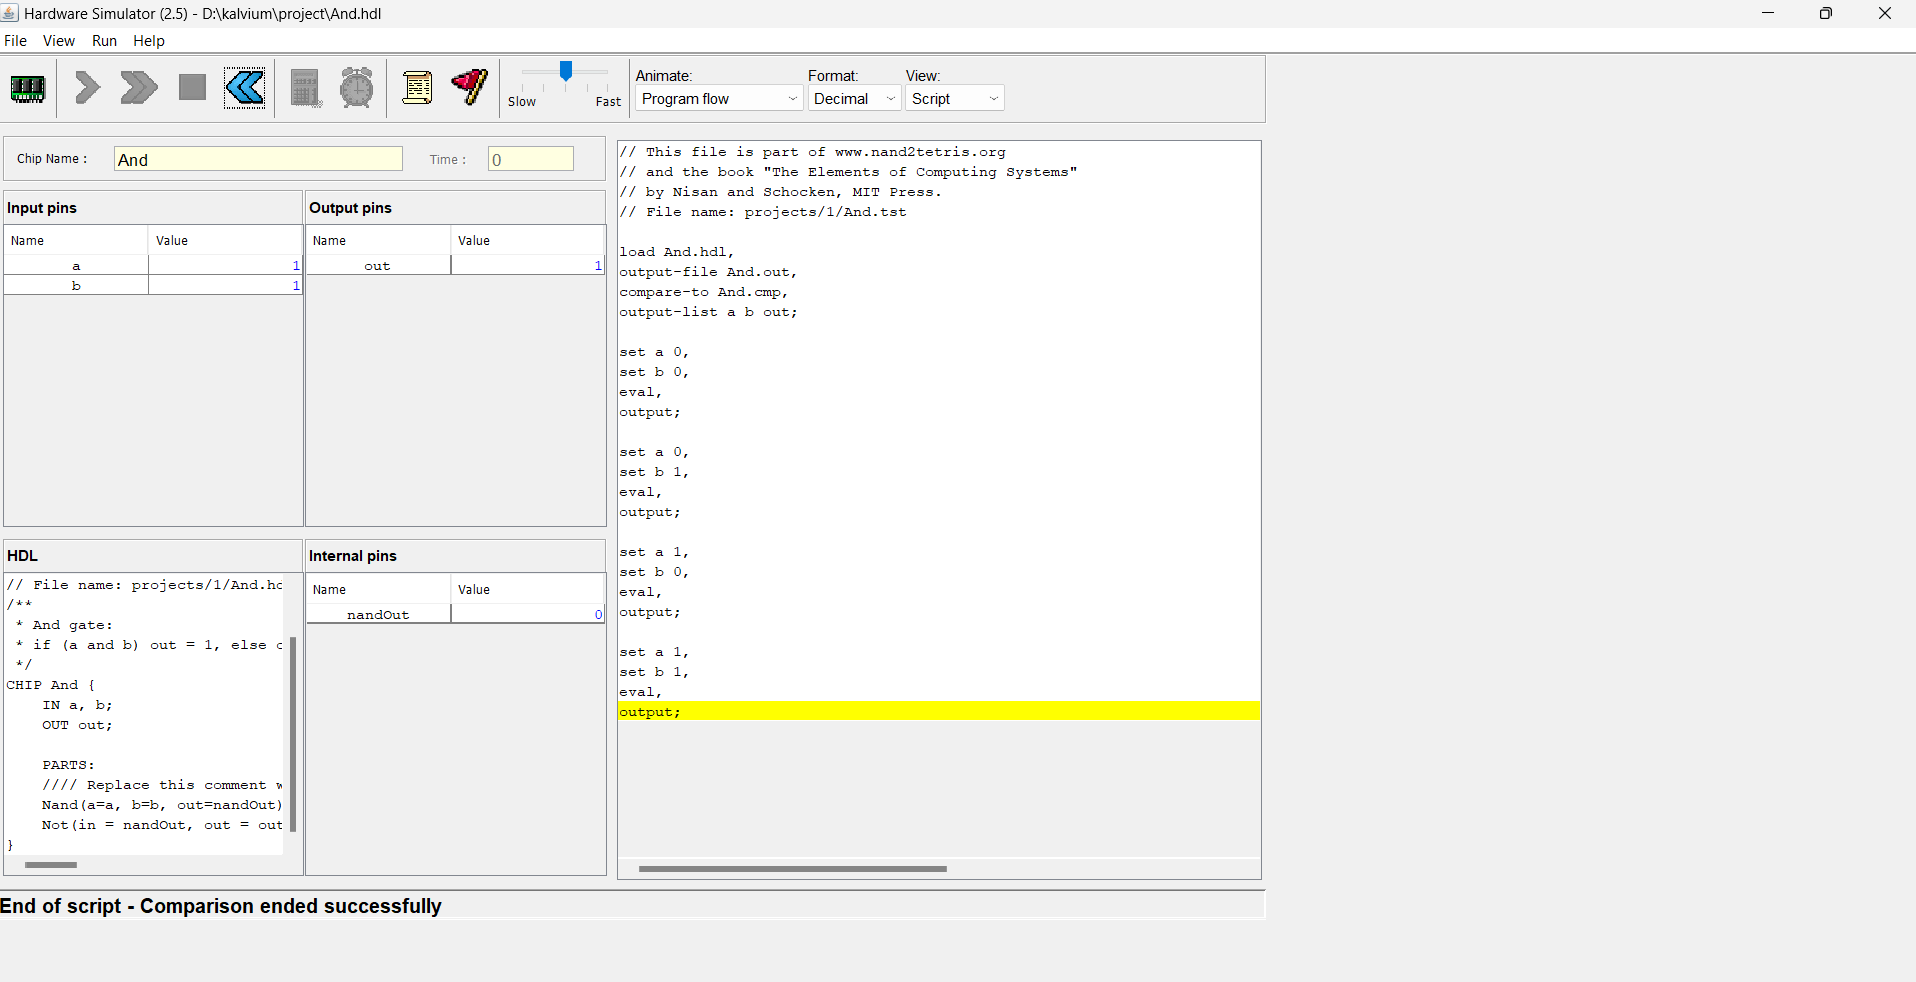 Hardware Simulator (2.5) - D:\kalvium\project\And.hdl
File View Run Help
Slow Fast
Animate: Format: View:
Program flow Decimal Script
Chip Name : And Time : 0
Input pins
Name Value
a 1
b 1
Output pins
Name Value
out 1
HDL
// File name: projects/1/And.hd
/**
* And gate:
* if (a and b) out = 1, else
*/
CHIP And {
IN a, b;
OUT out;
PARTS:
//// Replace this comment
Nand(a=a, b=b, out=nandOut)
Not(in = nandOut, out = out
}
Internal pins
Name Value
nandOut 0
// This file is part of www.nand2tetris.org
// and the book "The Elements of Computing Systems"
// by Nisan and Schocken, MIT Press.
// File name: projects/1/And.tst
load And.hdl,
output-file And.out,
compare-to And.cmp,
output-list a b out;
set a 0,
set b 0,
eval,
output;
set a 0,
set b 1,
eval,
output;
set a 1,
set b 0,
eval,
output;
set a 1,
set b 1,
eval,
output;
End of script - Comparison ended successfully